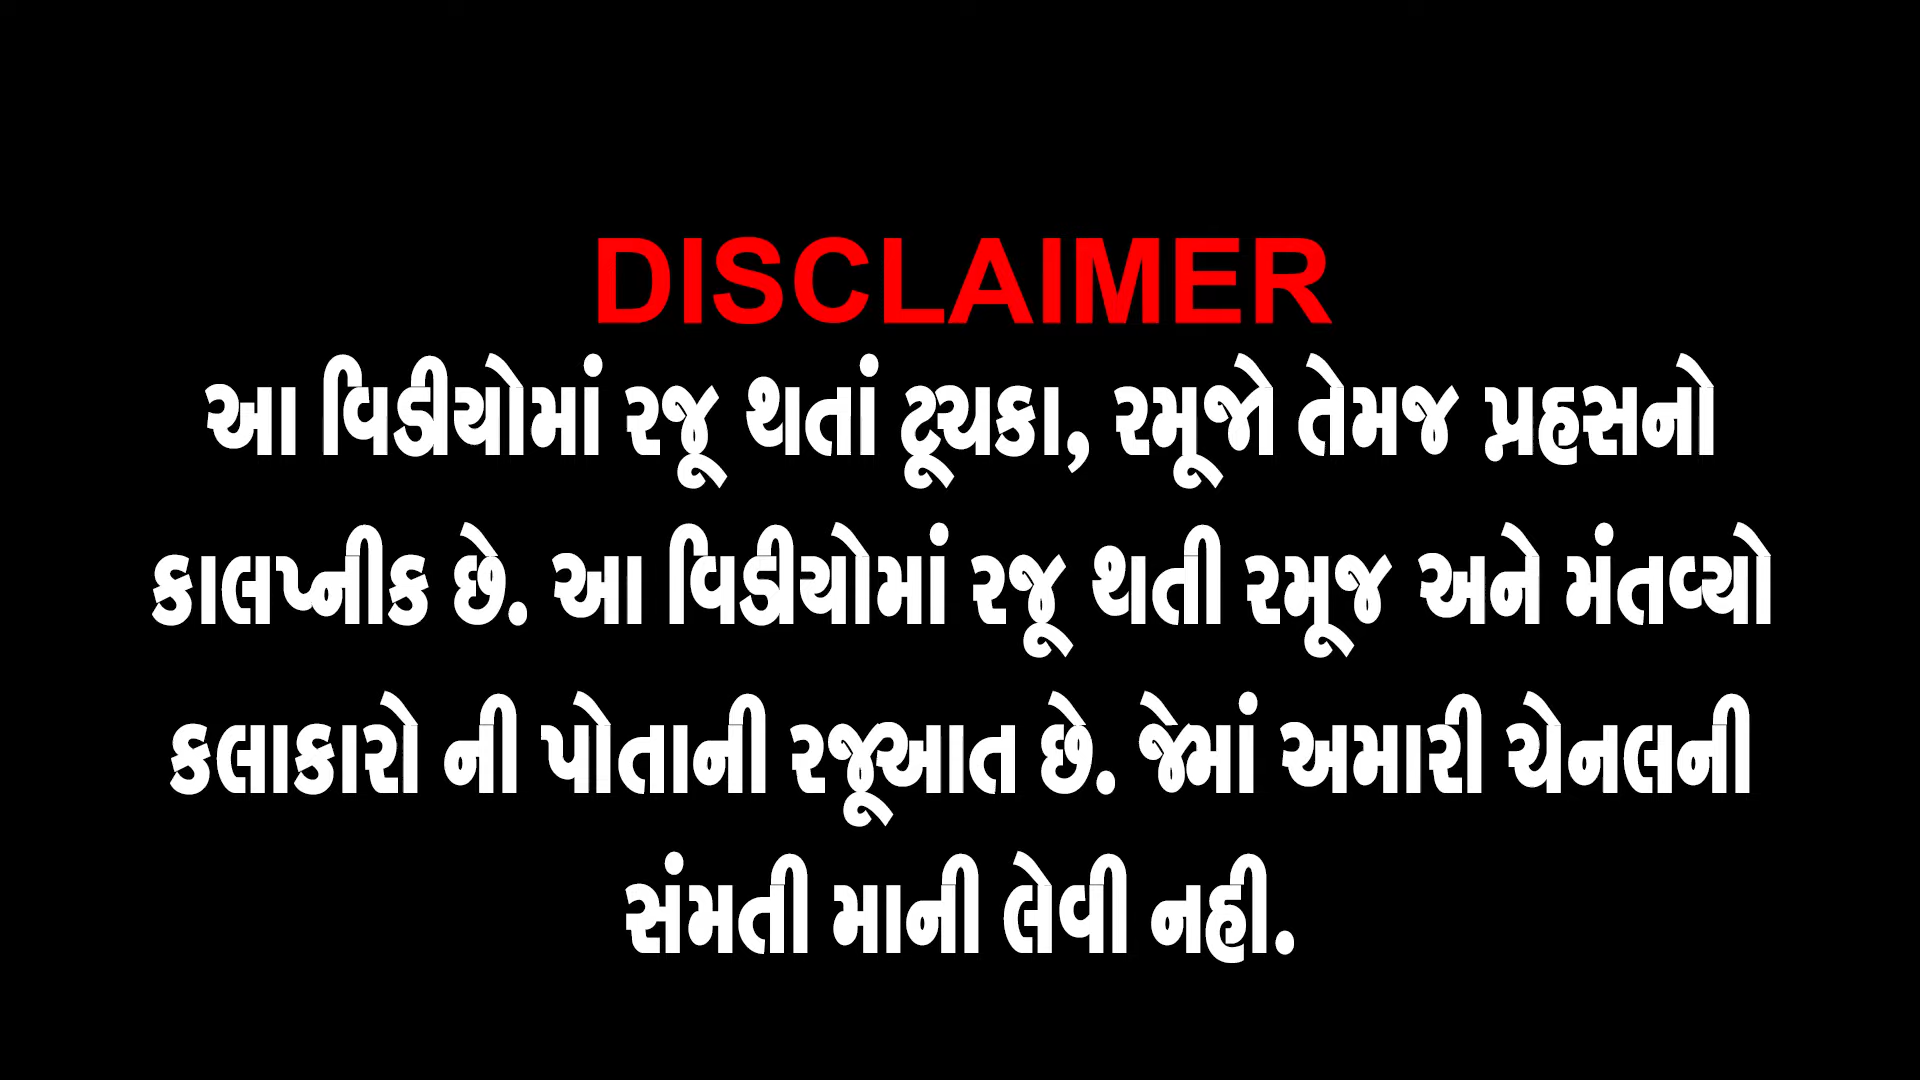 DISCLAIMER
આ વિડીયોમાં રજૂ થતાં ટૂચકા, રમૂજો તેમજ પ્રહસનો
કાલપ્નીક છે. આ વિડીયોમાં રજૂ થતી રમૂજ અને મંતવ્યો
કલાકારો ની પોતાની રજૂઆત છે. જેમાં અમારી ચેનલની
સંમતી માની લેવી નહી.